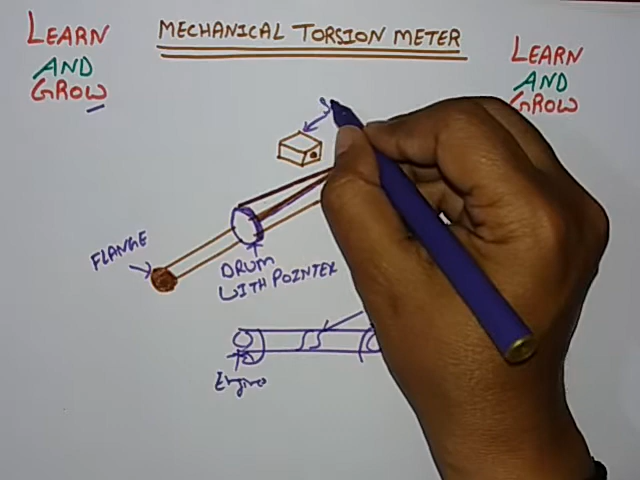 LEARN
AND
GROW
MECHANICAL TORSION METER
LEARN
AND
GROW
FLANGE
DRUM
WITH POINTER
Engine